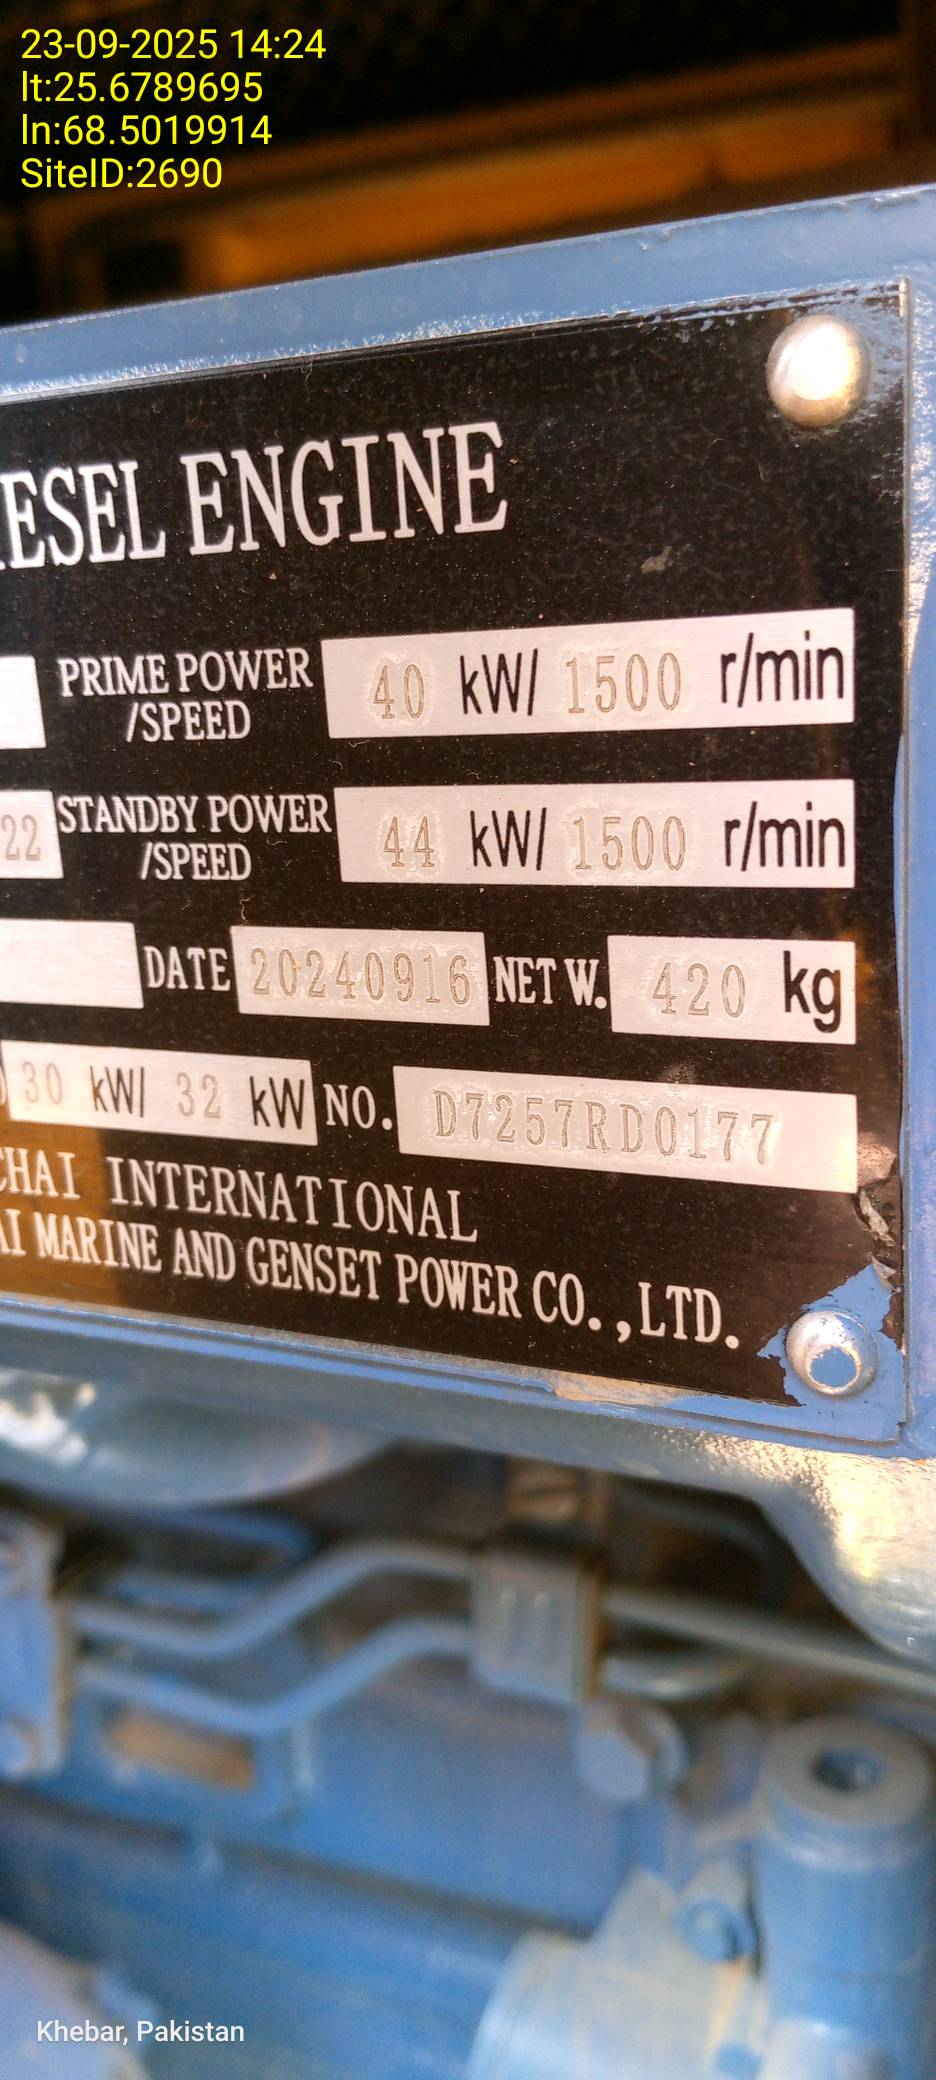 23-09-2025 14:24
lt:25.6789695
ln:68.5019914
SiteID:2690
IESEL ENGINE
PRIME POWER /SPEED 40 kW/ 1500 r/min
22 STANDBY POWER /SPEED 44 kW/ 1500 r/min
DATE 20240916 NET W. 420 kg
) 30 kW/ 32 kW NO. D7257RD0177
CHAI INTERNATIONAL
AI MARINE AND GENSET POWER CO.,LTD.
Khebar, Pakistan